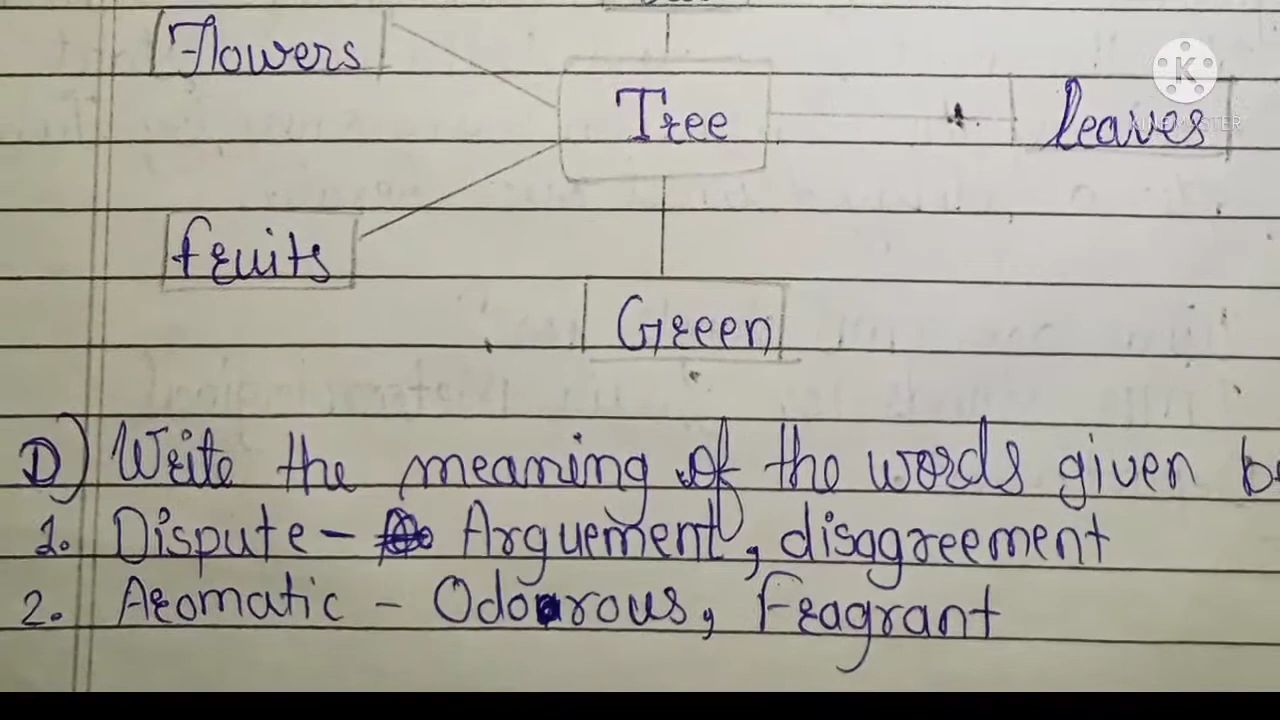 Flowers
Tree
leaves
KINEMASTER
fruits
Green
D) Write the meaning of the words given
1. Dispute - Arguement, disagreement
2. Aromatic - Odourous, Fragrant